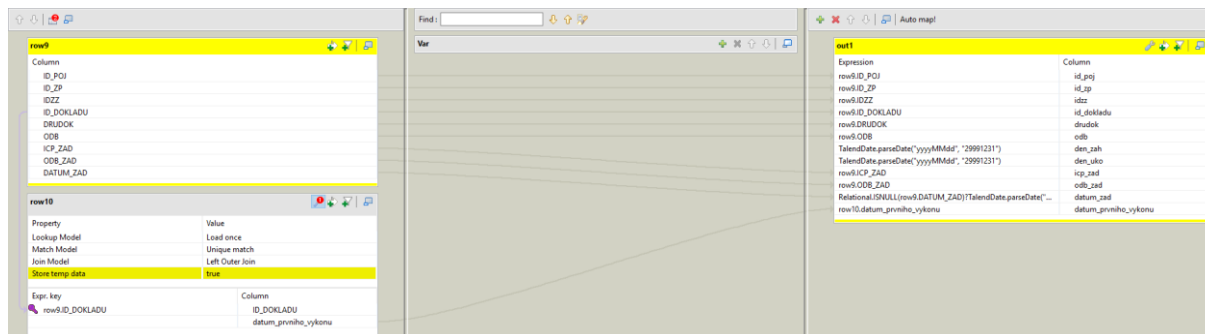 Find :
Auto map!
row9
Column
ID_POJ
ID_ZP
IDZZ
ID_DOKLADU
DRUDOK
ODB
ICP_ZAD
ODB_ZAD
DATUM_ZAD
row10
Property Value
Lookup Model Load once
Match Model Unique match
Join Model Left Outer Join
Store temp data true
Expr. key Column
row9.ID_DOKLADU ID_DOKLADU
datum_prvniho_vykonu
Var
out1
Expression Column
row9.ID_POJ id_poj
row9.ID_ZP id_zp
row9.IDZZ idzz
row9.ID_DOKLADU id_dokladu
row9.DRUDOK drudok
row9.ODB odb
TalendDate.parseDate("yyyyMMdd", "29991231") den_zah
TalendDate.parseDate("yyyyMMdd", "29991231") den_uko
row9.ICP_ZAD icp_zad
row9.ODB_ZAD odb_zad
Relational.ISNULL(row9.DATUM_ZAD)?TalendDate.parseDate("... datum_zad
row10.datum_prvniho_vykonu datum_prvniho_vykonu